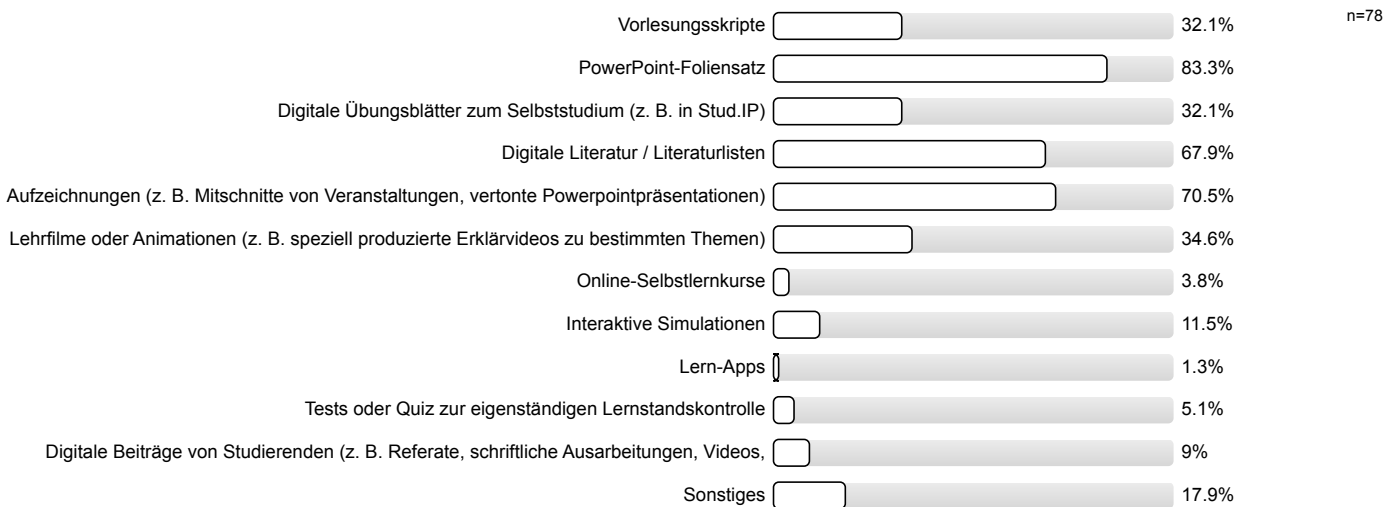 Vorlesungsskripte 32.1% n=78
PowerPoint-Foliensatz 83.3%
Digitale Übungsblätter zum Selbststudium (z. B. in Stud.IP) 32.1%
Digitale Literatur / Literaturlisten 67.9%
Aufzeichnungen (z. B. Mitschnitte von Veranstaltungen, vertonte Powerpointpräsentationen) 70.5%
Lehrfilme oder Animationen (z. B. speziell produzierte Erklärvideos zu bestimmten Themen) 34.6%
Online-Selbstlernkurse 3.8%
Interaktive Simulationen 11.5%
Lern-Apps 1.3%
Tests oder Quiz zur eigenständigen Lernstandskontrolle 5.1%
Digitale Beiträge von Studierenden (z. B. Referate, schriftliche Ausarbeitungen, Videos, 9%
Sonstiges 17.9%